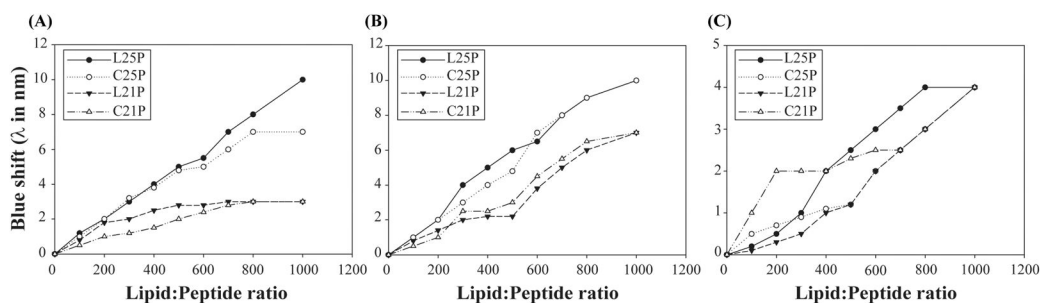 (A)
12
10
8
6
4
2
0
L25P
C25P
L21P
C21P
0 200 400 600 800 1000 1200
Lipid:Peptide ratio
Blue shift (λ in nm)
(B)
12
10
8
6
4
2
0
L25P
C25P
L21P
C21P
0 200 400 600 800 1000 1200
Lipid:Peptide ratio
(C)
5
4
3
2
1
0
L25P
C25P
L21P
C21P
0 200 400 600 800 1000 1200
Lipid:Peptide ratio